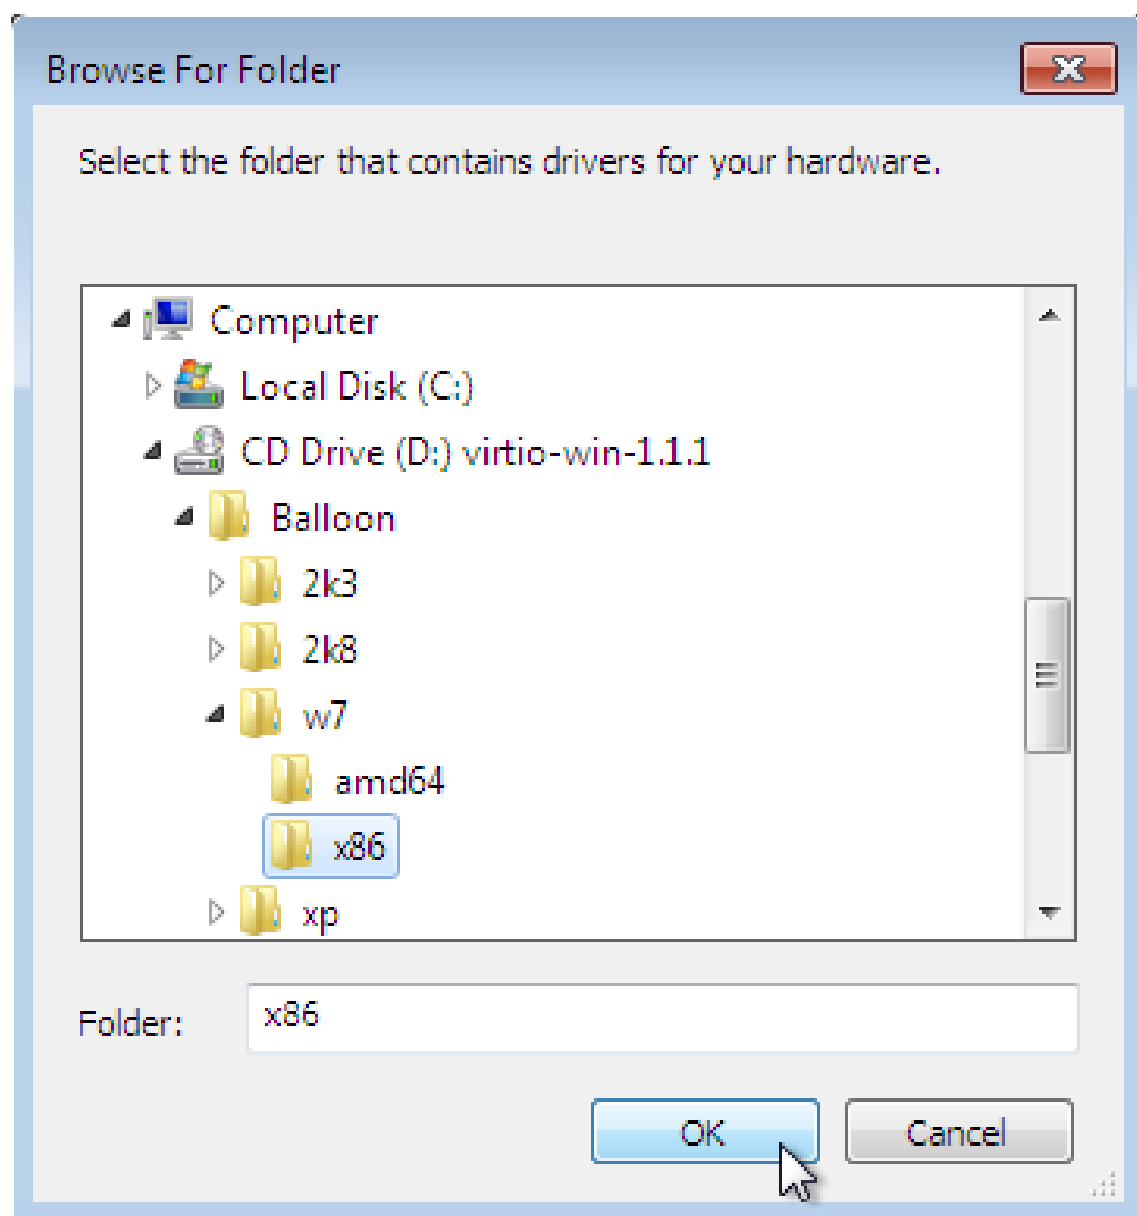 Browse For Folder
Select the folder that contains drivers for your hardware.
Computer
Local Disk (C:)
CD Drive (D:) virtio-win-1.1.1
Balloon
2k3
2k8
w7
amd64
x86
xp
Folder: x86
OK Cancel